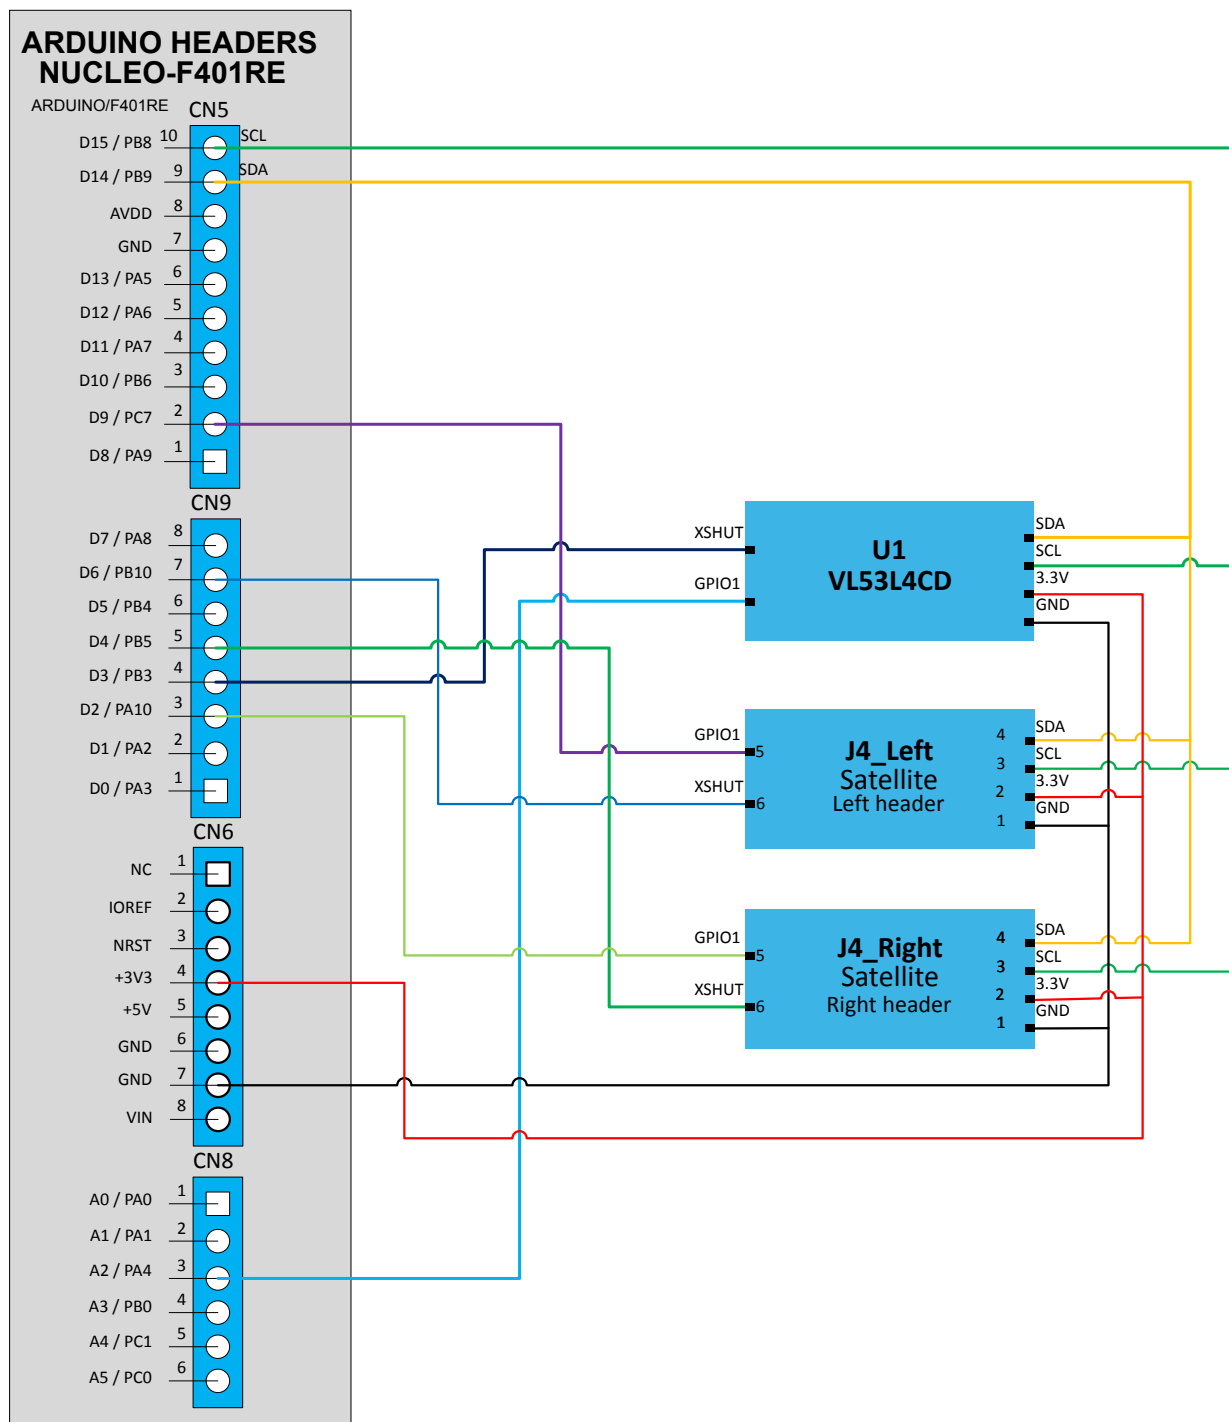 ARDUINO HEADERS
NUCLEO-F401RE
ARDUINO/F401RE
CN5
D15 / PB8 10 SCL
D14 / PB9 9 SDA
AVDD 8
GND 7
D13 / PA5 6
D12 / PA6 5
D11 / PA7 4
D10 / PB6 3
D9 / PC7 2
D8 / PA9 1
CN9
D7 / PA8 8
D6 / PB10 7
D5 / PB4 6
D4 / PB5 5
D3 / PB3 4
D2 / PA10 3
D1 / PA2 2
D0 / PA3 1
CN6
NC 1
IOREF 2
NRST 3
+3V3 4
+5V 5
GND 6
GND 7
VIN 8
CN8
A0 / PA0 1
A1 / PA1 2
A2 / PA4 3
A3 / PB0 4
A4 / PC1 5
A5 / PC0 6
XSHUT
GPIO1
U1
VL53L4CD
SDA
SCL
3.3V
GND
GPIO1
5
XSHUT
6
J4_Left
Satellite
Left header
4 SDA
3 SCL
2 3.3V
1 GND
GPIO1
5
XSHUT
6
J4_Right
Satellite
Right header
4 SDA
3 SCL
2 3.3V
1 GND